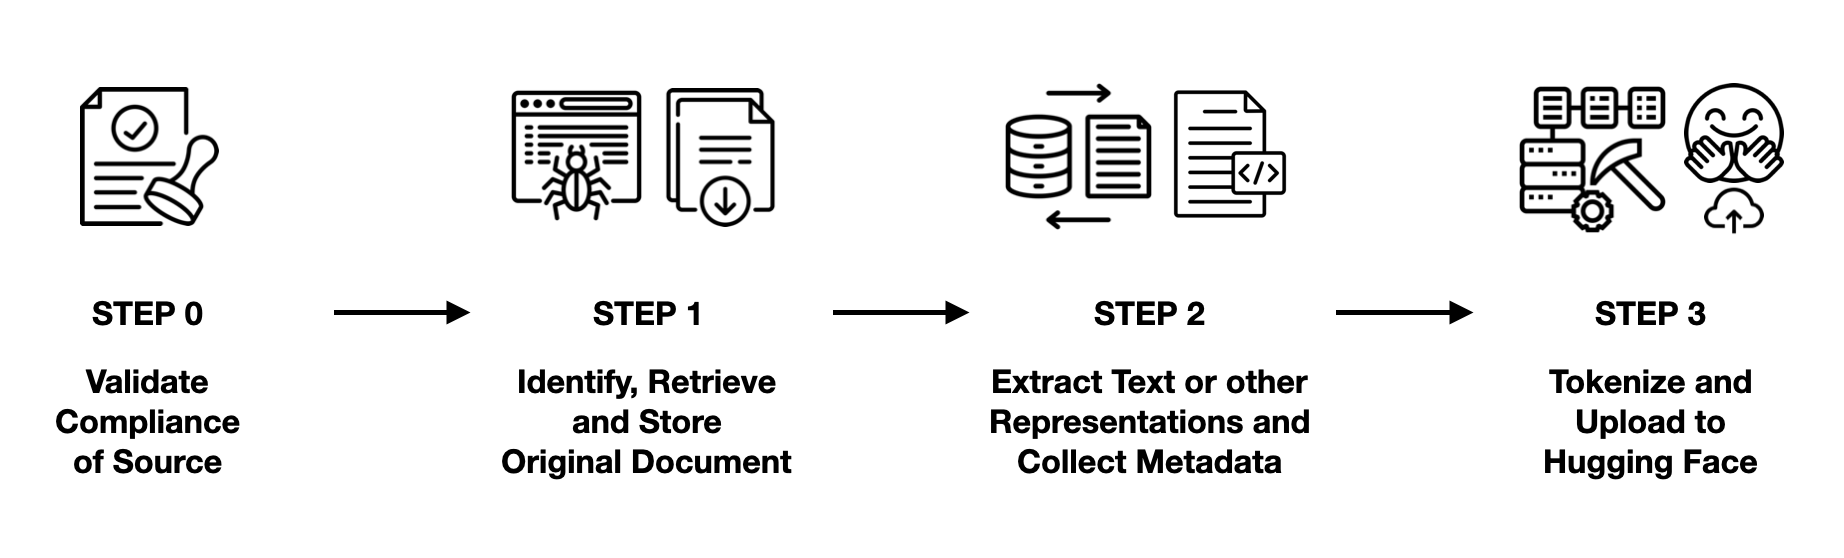 STEP 0
Validate
Compliance
of Source
STEP 1
Identify, Retrieve
and Store
Original Document
</>
STEP 2
Extract Text or other
Representations and
Collect Metadata
STEP 3
Tokenize and
Upload to
Hugging Face